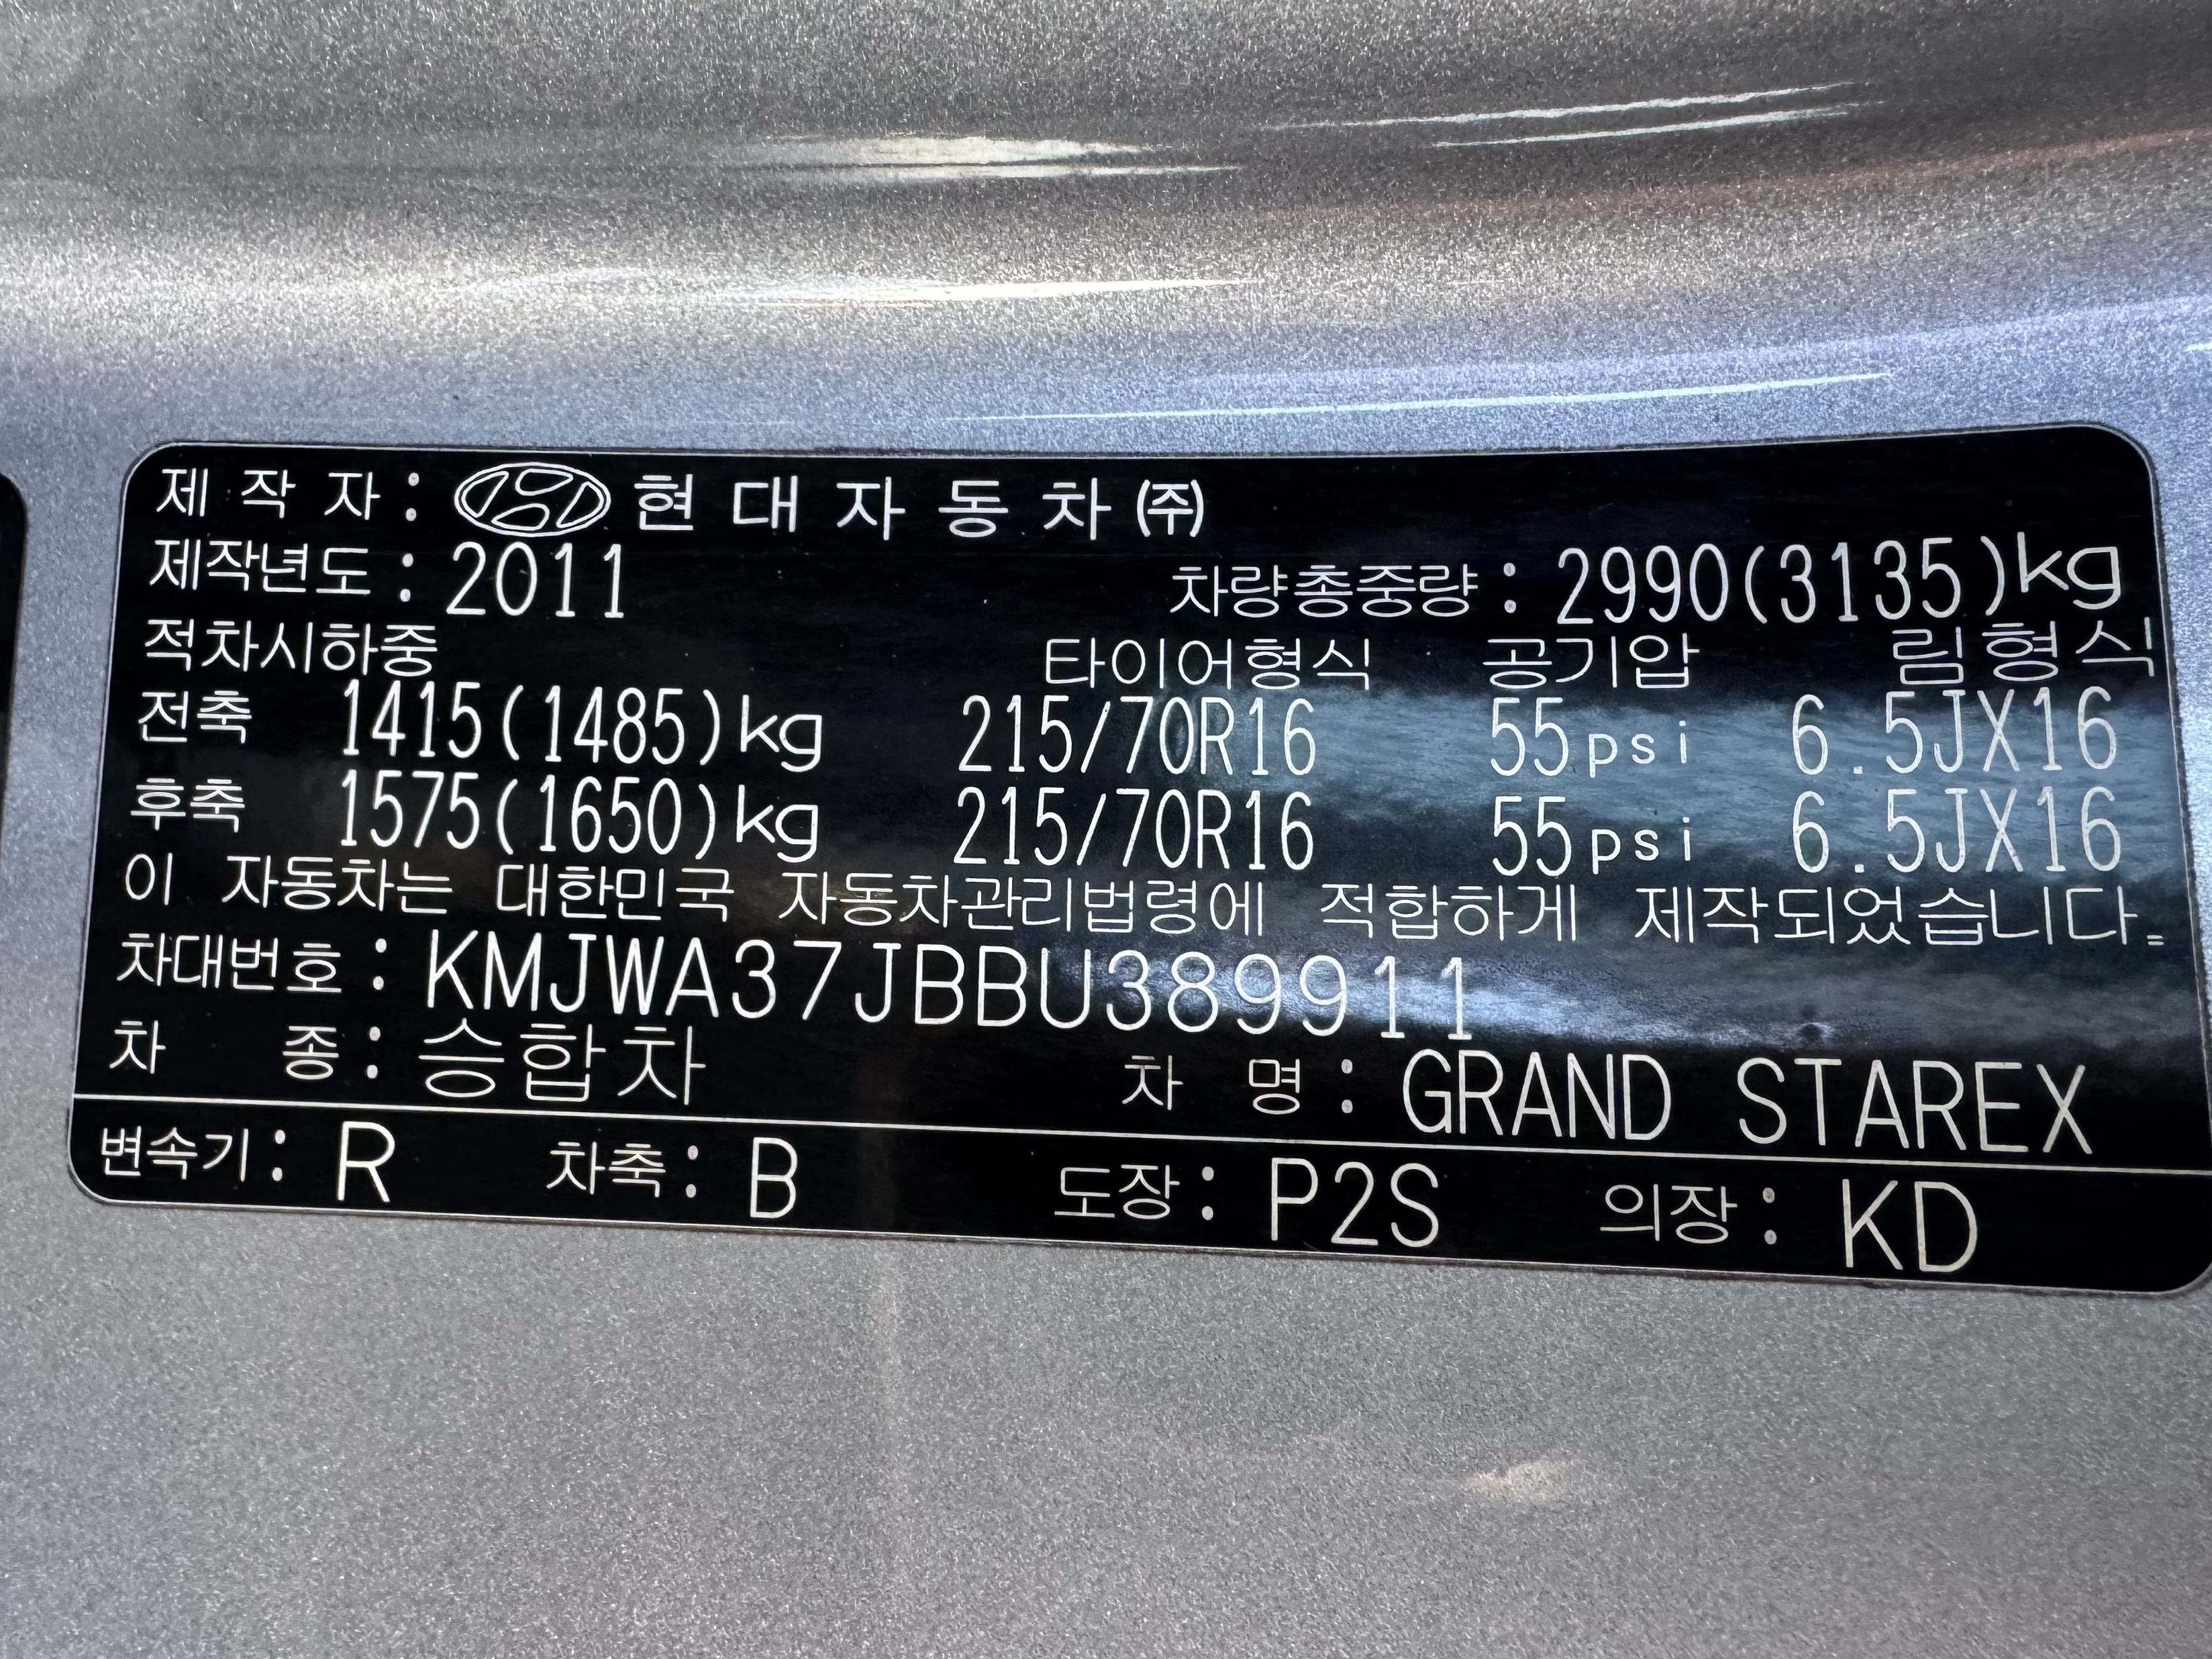 제 작 자 : 현 대 자 동 차 ㈜
제작년도 : 2011 차량총중량 : 2990(3135)kg
적차시하중 타이어형식 공기압 림형식
전축 1415(1485)kg 215/70R16 55psi 6.5JX16
후축 1575(1650)kg 215/70R16 55psi 6.5JX16
이 자동차는 대한민국 자동차관리법령에 적합하게 제작되었습니다.
차대번호 : KMJWA37JBBU389911
차 종 : 승합차 차 명 : GRAND STAREX
변속기 : R 차축 : B 도장 : P2S 의장 : KD